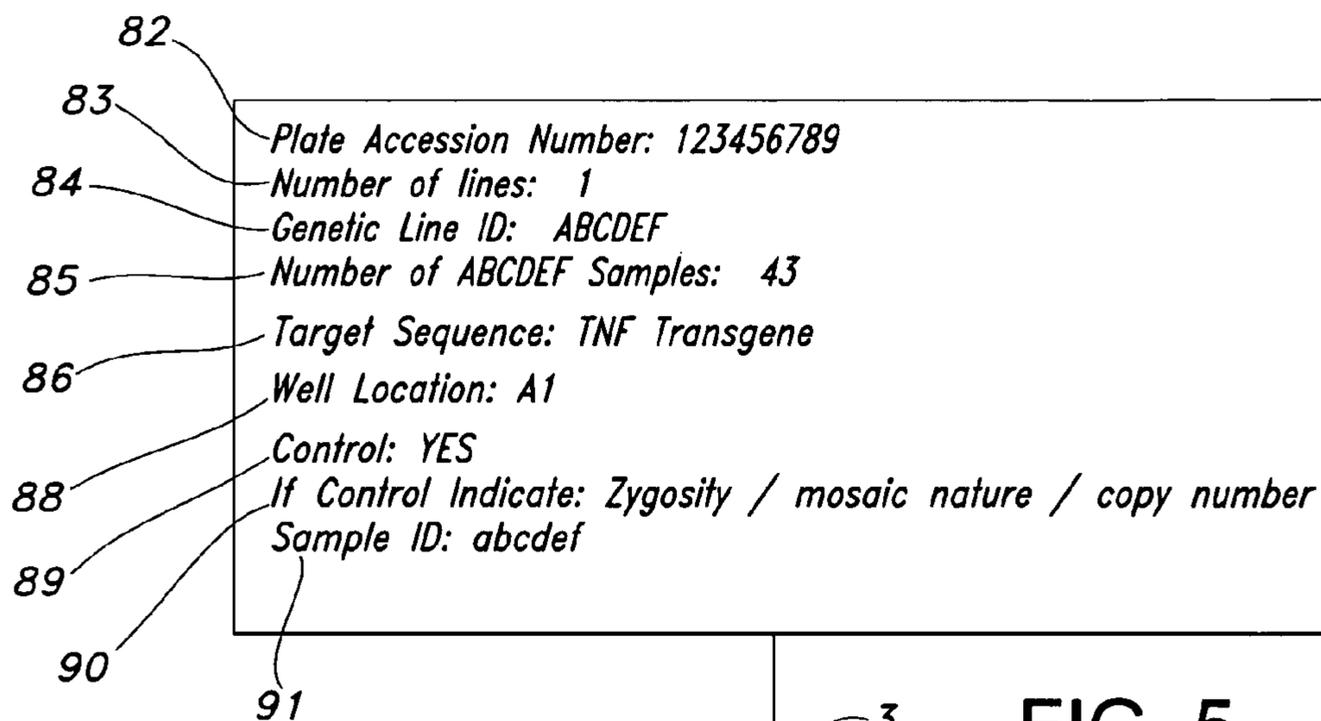 82
83
84
85
86
88
89
90
91
Plate Accession Number: 123456789
Number of lines: 1
Genetic Line ID: ABCDEF
Number of ABCDEF Samples: 43
Target Sequence: TNF Transgene
Well Location: A1
Control: YES
If Control Indicate: Zygosity / mosaic nature / copy number
Sample ID: abcdef
3
FIG. 5